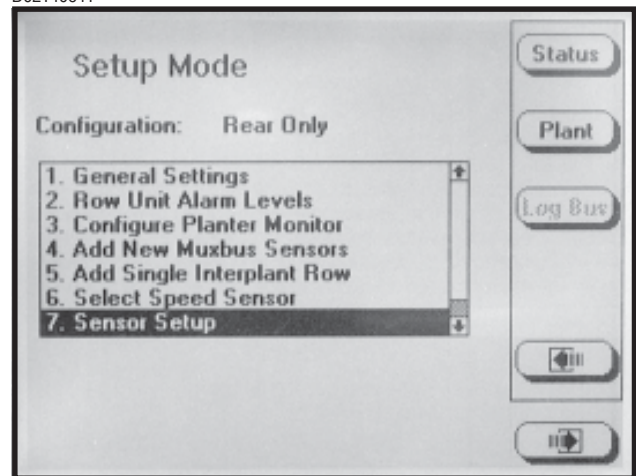 Setup Mode
Configuration: Rear Only
1. General Settings
2. Row Unit Alarm Levels
3. Configure Planter Monitor
4. Add New Muxbus Sensors
5. Add Single Interplant Row
6. Select Speed Sensor
7. Sensor Setup
Status
Plant
Log Bus